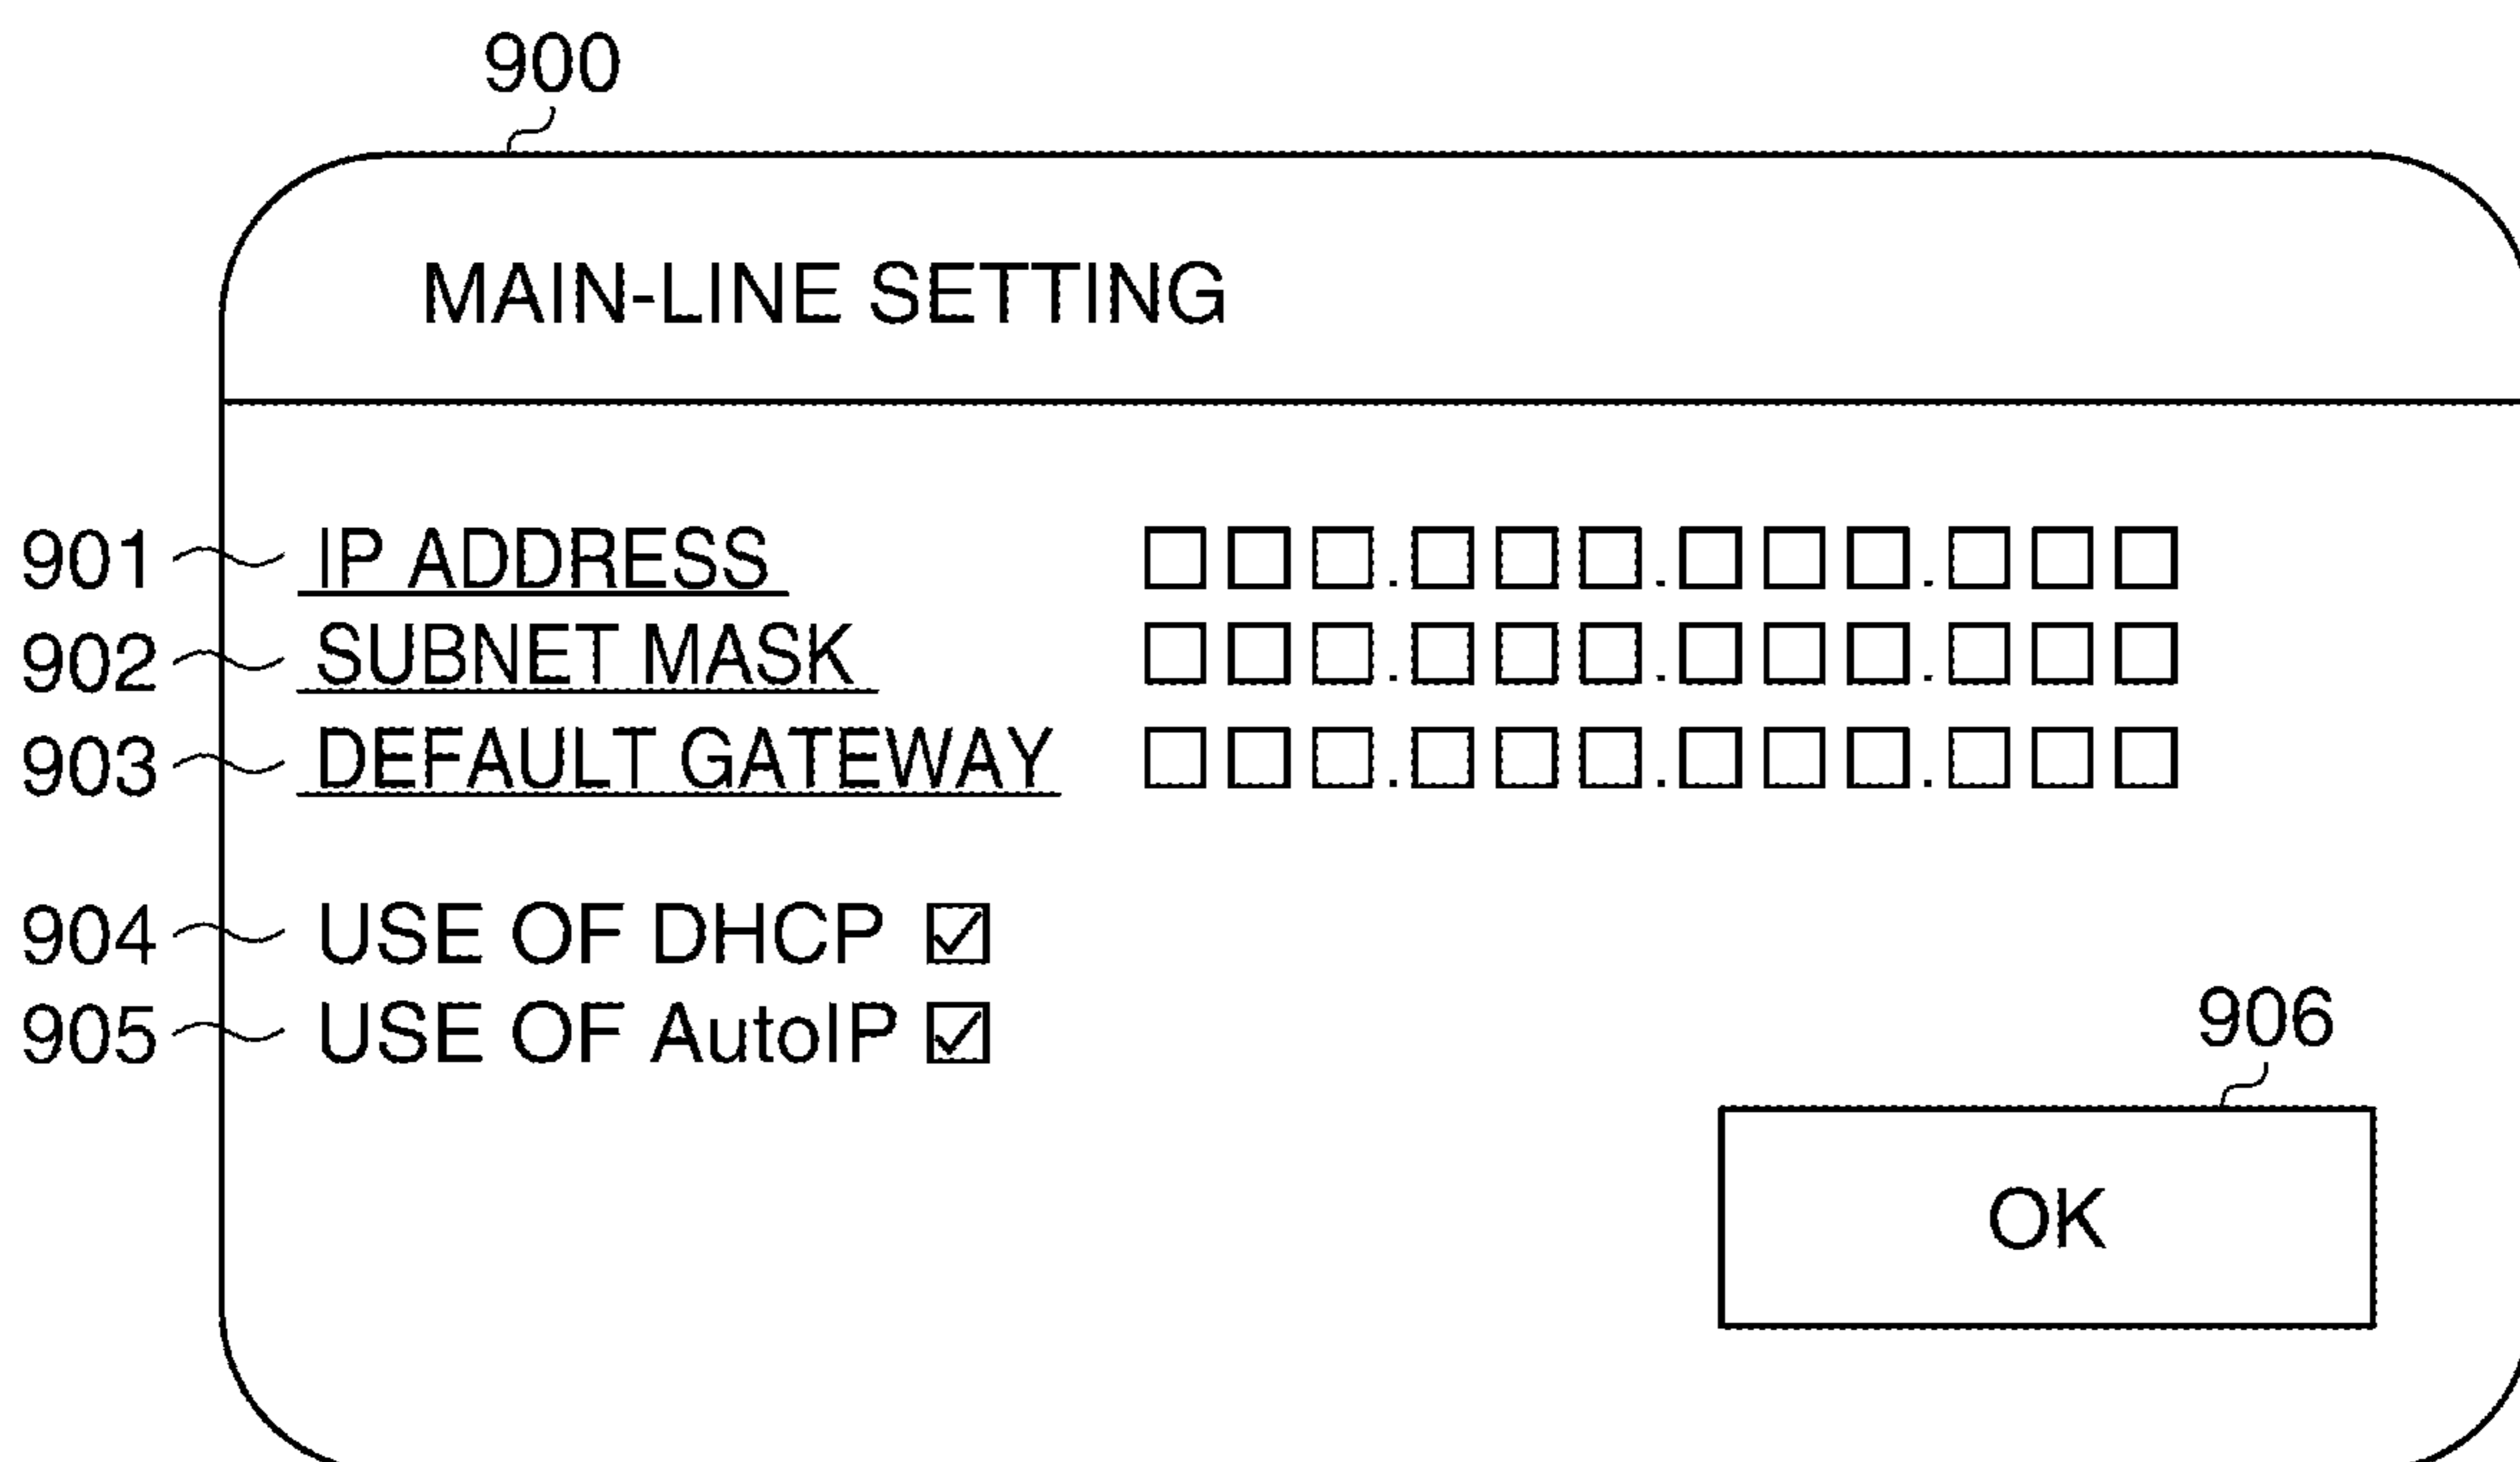 900
MAIN-LINE SETTING
901 IP ADDRESS □□□.□□□.□□□.□□□
902 SUBNET MASK □□□.□□□.□□□.□□□
903 DEFAULT GATEWAY □□□.□□□.□□□.□□□
904 USE OF DHCP ☑
905 USE OF AutoIP ☑
906
OK